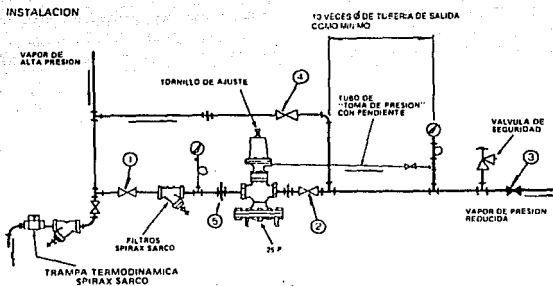 INSTALACION
10 VECES Ø DE TUBERIA DE SALIDA
COMO MINIMO
VAPOR DE
ALTA PRESION
TORNILLO DE AJUSTE
4
TUBO DE
"TOMA DE PRESION"
CON PENDIENTE
VALVULA DE
SEGURIDAD
1
3
5
2
FILTROS
SPIRAX SARCO
25 P
VAPOR DE PRESION
REDUCIDA
TRAMPA TERMODINAMICA
SPIRAX SARCO